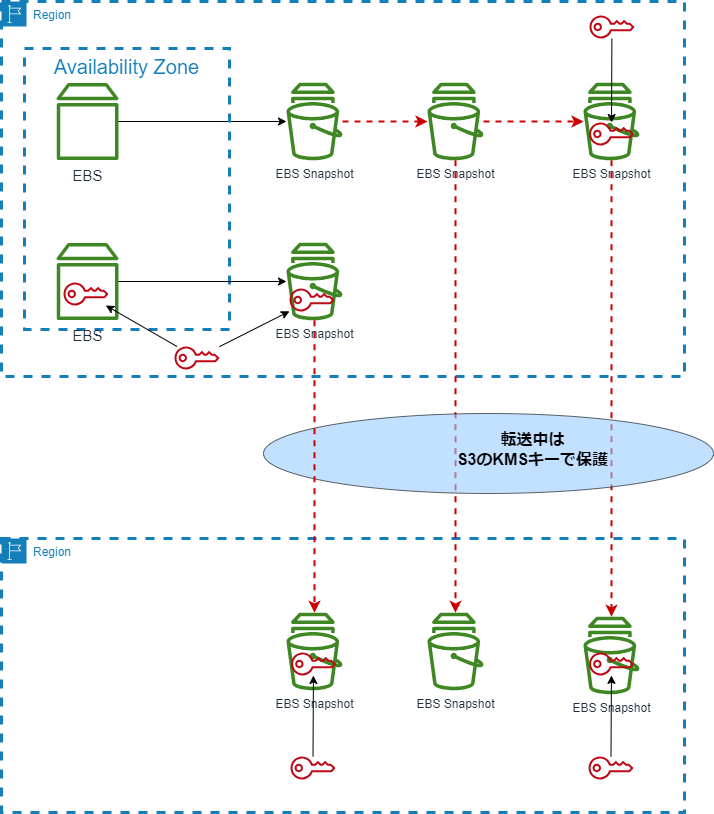 Region
Availability Zone
EBS
EBS Snapshot
EBS Snapshot
EBS Snapshot
EBS
EBS Snapshot
転送中は
S3のKMSキーで保護
Region
EBS Snapshot
EBS Snapshot
EBS Snapshot